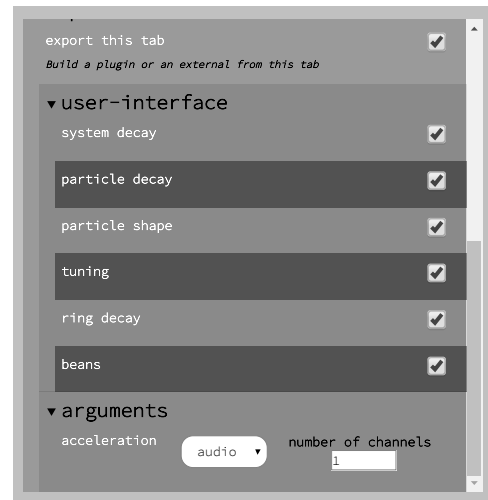 export this tab
Build a plugin or an external from this tab
user-interface
system decay
particle decay
particle shape
tuning
ring decay
beans
arguments
acceleration
audio
number of channels
1